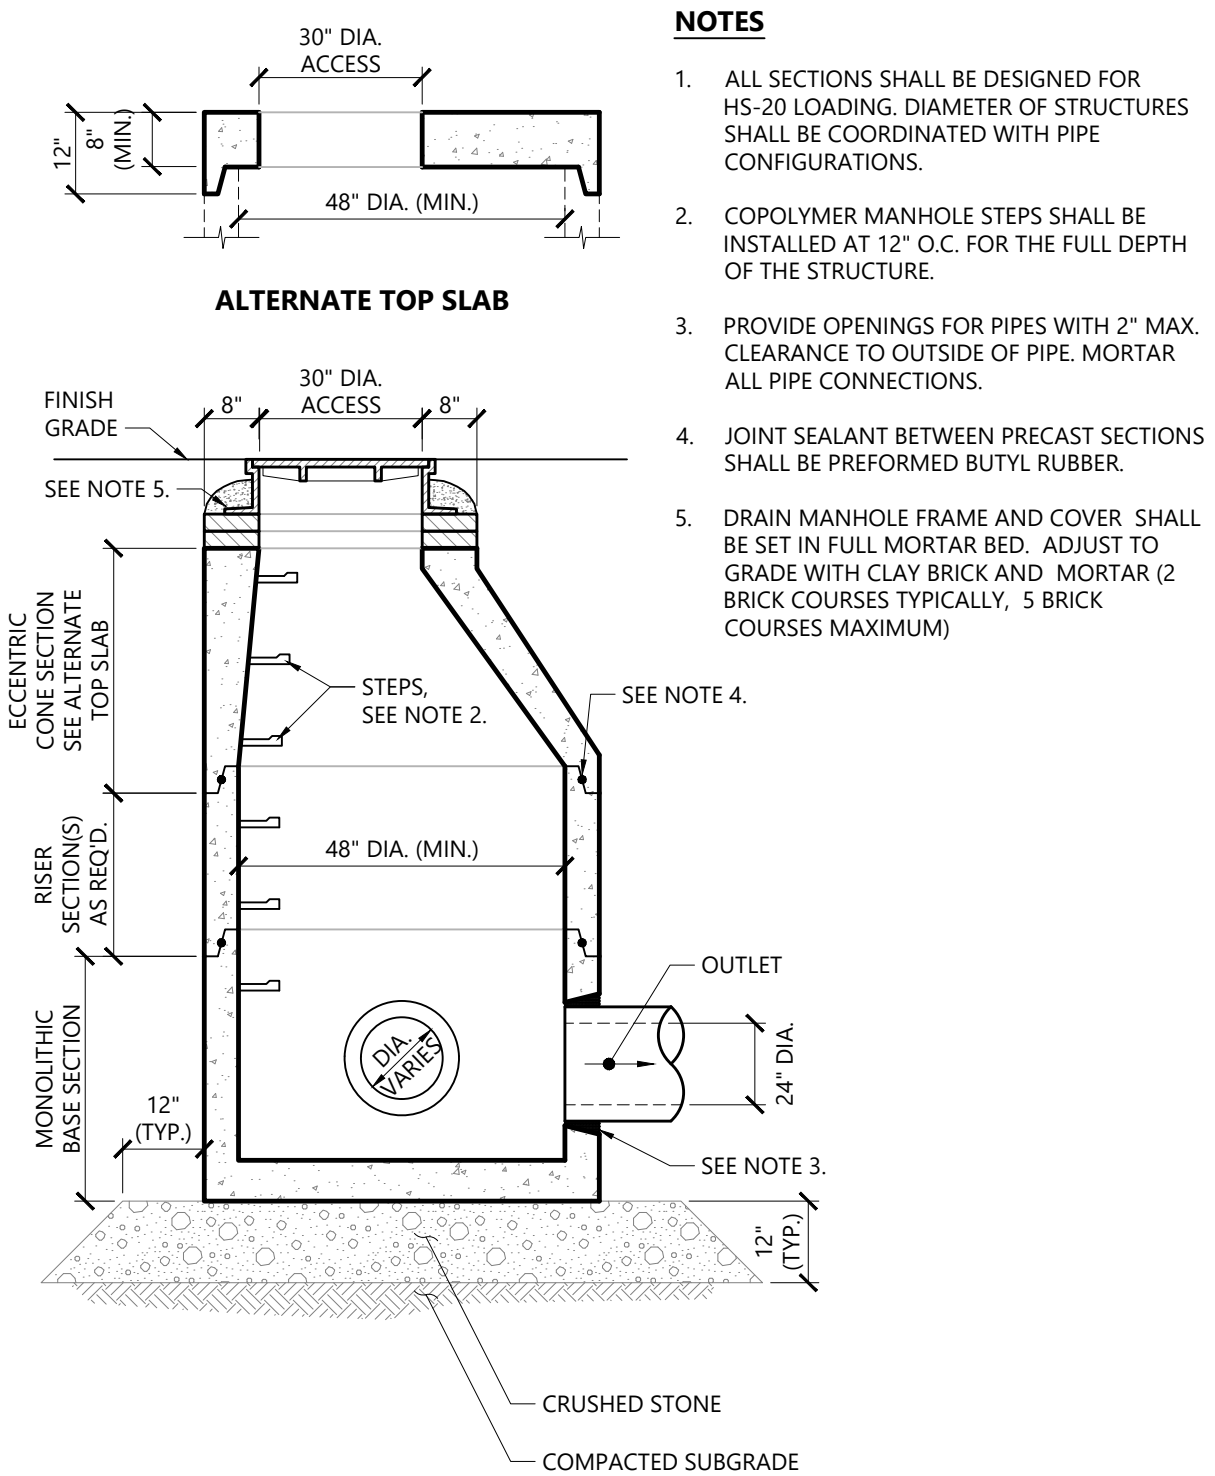 30" DIA.
ACCESS
12"
8"
(MIN.)
48" DIA. (MIN.)
ALTERNATE TOP SLAB
30" DIA.
ACCESS
8"
8"
FINISH
GRADE
SEE NOTE 5.
ECCENTRIC
CONE SECTION
SEE ALTERNATE
TOP SLAB
STEPS,
SEE NOTE 2.
SEE NOTE 4.
RISER
SECTION(S)
AS REQ'D.
48" DIA. (MIN.)
OUTLET
MONOLITHIC
BASE SECTION
DIA.
VARIES
24" DIA.
12"
(TYP.)
SEE NOTE 3.
12"
(TYP.)
CRUSHED STONE
COMPACTED SUBGRADE
NOTES
1. ALL SECTIONS SHALL BE DESIGNED FOR
HS-20 LOADING. DIAMETER OF STRUCTURES
SHALL BE COORDINATED WITH PIPE
CONFIGURATIONS.
2. COPOLYMER MANHOLE STEPS SHALL BE
INSTALLED AT 12" O.C. FOR THE FULL DEPTH
OF THE STRUCTURE.
3. PROVIDE OPENINGS FOR PIPES WITH 2" MAX.
CLEARANCE TO OUTSIDE OF PIPE. MORTAR
ALL PIPE CONNECTIONS.
4. JOINT SEALANT BETWEEN PRECAST SECTIONS
SHALL BE PREFORMED BUTYL RUBBER.
5. DRAIN MANHOLE FRAME AND COVER SHALL
BE SET IN FULL MORTAR BED. ADJUST TO
GRADE WITH CLAY BRICK AND MORTAR (2
BRICK COURSES TYPICALLY, 5 BRICK
COURSES MAXIMUM)